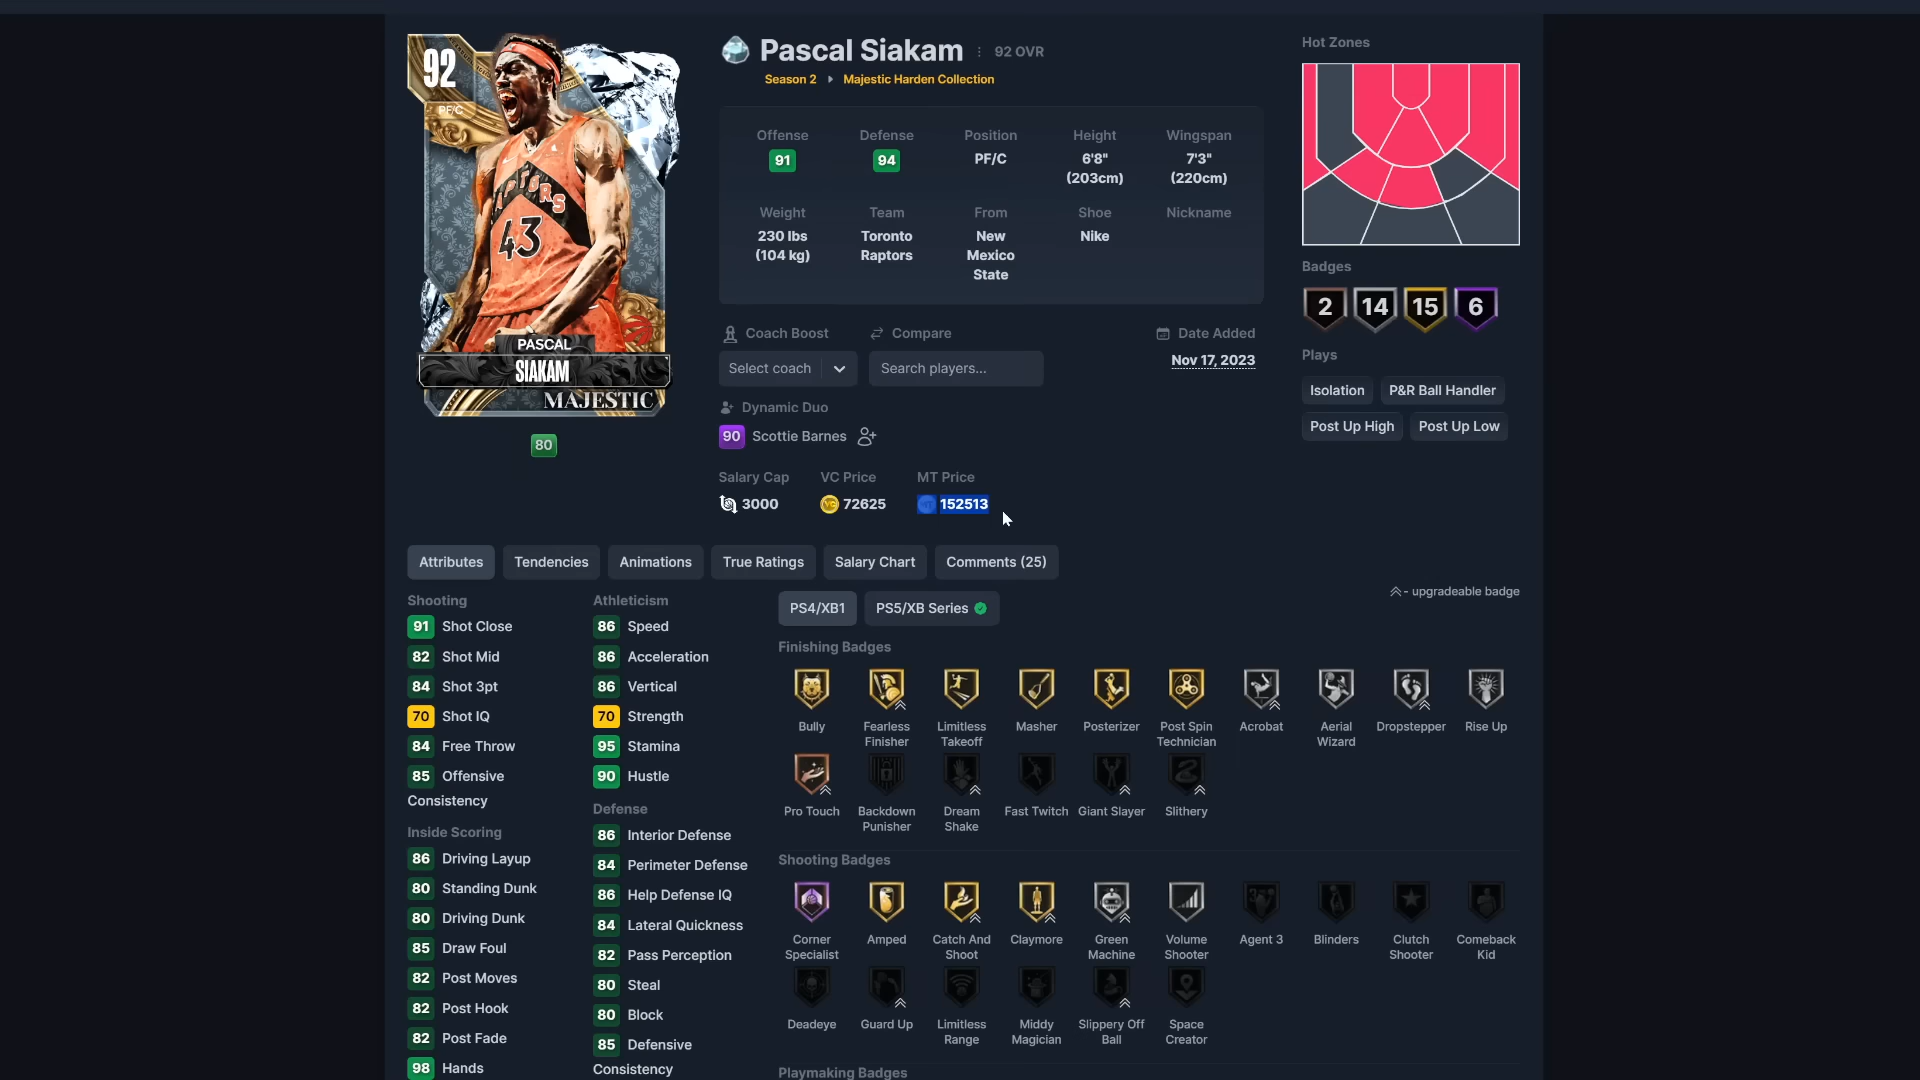 92
PF/C
RAPTORS
43
PASCAL
SIAKAM
MAJESTIC
80
Pascal Siakam : 92 OVR
Season 2 Majestic Harden Collection
Offense Defense Position Height Wingspan
91 94 PF/C 6'8" 7'3"
(203cm) (220cm)
Weight Team From Shoe Nickname
230 lbs Toronto New Nike
(104 kg) Raptors Mexico
State
Coach Boost Compare Date Added
Select coach Search players... Nov 17, 2023
Dynamic Duo
90 Scottie Barnes
Salary Cap VC Price MT Price
3000 VC 72625 152513
Hot Zones
Badges
2 14 15 6
Plays
Isolation P&R Ball Handler
Post Up High Post Up Low
Attributes Tendencies Animations True Ratings Salary Chart Comments (25)
- upgradeable badge
Shooting
91 Shot Close
82 Shot Mid
84 Shot 3pt
70 Shot IQ
84 Free Throw
85 Offensive
Consistency
Inside Scoring
86 Driving Layup
80 Standing Dunk
80 Driving Dunk
85 Draw Foul
82 Post Moves
82 Post Hook
82 Post Fade
98 Hands
Athleticism
86 Speed
86 Acceleration
86 Vertical
70 Strength
95 Stamina
90 Hustle
Defense
86 Interior Defense
84 Perimeter Defense
86 Help Defense IQ
84 Lateral Quickness
82 Pass Perception
80 Steal
80 Block
85 Defensive
Consistency
PS4/XB1 PS5/XB Series
Finishing Badges
Bully Fearless Limitless Masher Posterizer Post Spin Acrobat Aerial Dropstepper Rise Up
Finisher Takeoff Technician Wizard
Pro Touch Backdown Dream Fast Twitch Giant Slayer Slithery
Punisher Shake
Shooting Badges
Corner Amped Catch And Claymore Green Volume Agent 3 Blinders Clutch Comeback
Specialist Shoot Machine Shooter Shooter Kid
Deadeye Guard Up Limitless Middy Slippery Off Space
Range Magician Ball Creator
Playmaking Badges